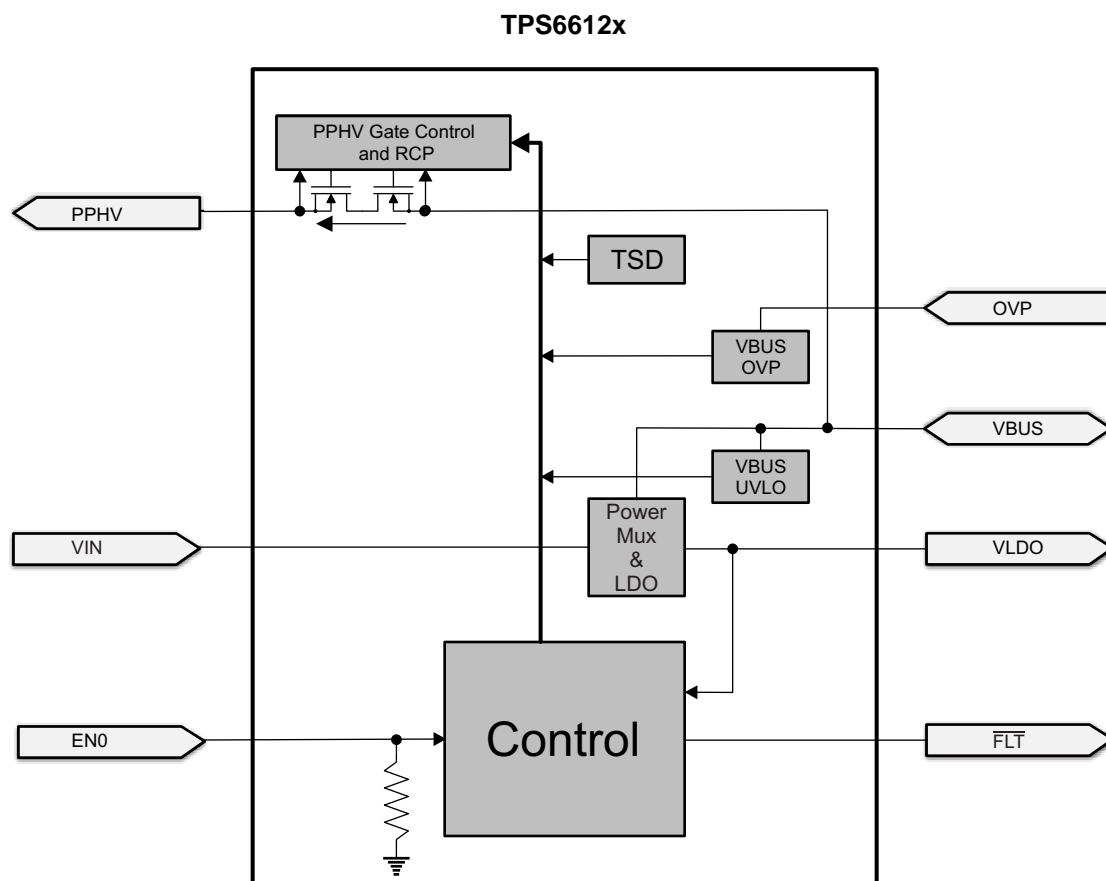 TPS6612x
PPHV Gate Control
and RCP
PPHV
TSD
OVP
VBUS
OVP
VBUS
VBUS
UVLO
Power
Mux
&
LDO
VIN
VLDO
Control
EN0
FLT